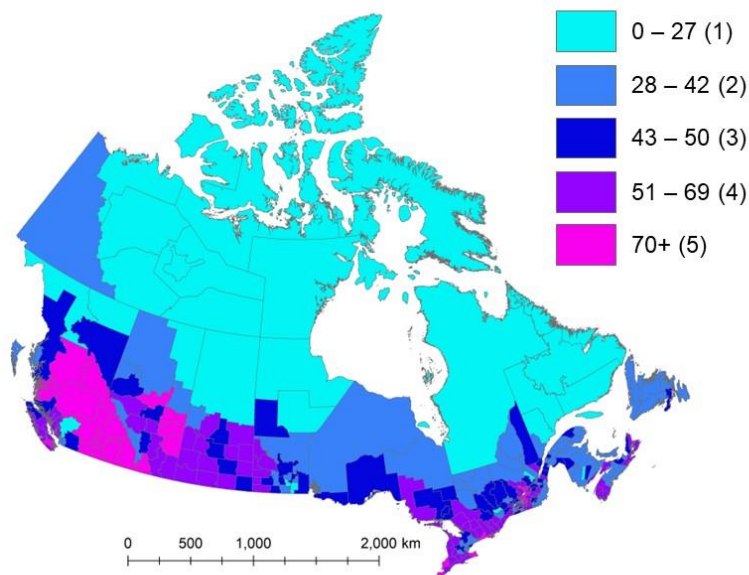 0 – 27 (1)
28 – 42 (2)
43 – 50 (3)
51 – 69 (4)
70+ (5)
0 500 1,000 2,000 km